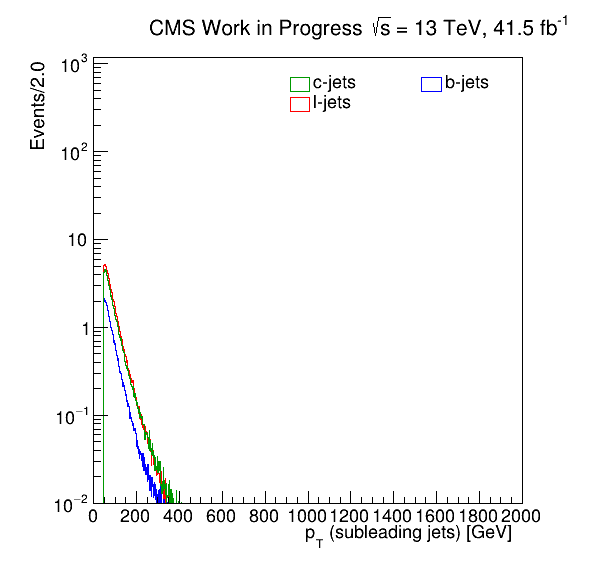 CMS Work in Progress √s = 13 TeV, 41.5 fb⁻¹
Events/2.0
c-jets
b-jets
l-jets
10³
10²
10
1
10⁻¹
10⁻²
0 200 400 600 800 1000 1200 1400 1600 1800 2000
p_T (subleading jets) [GeV]